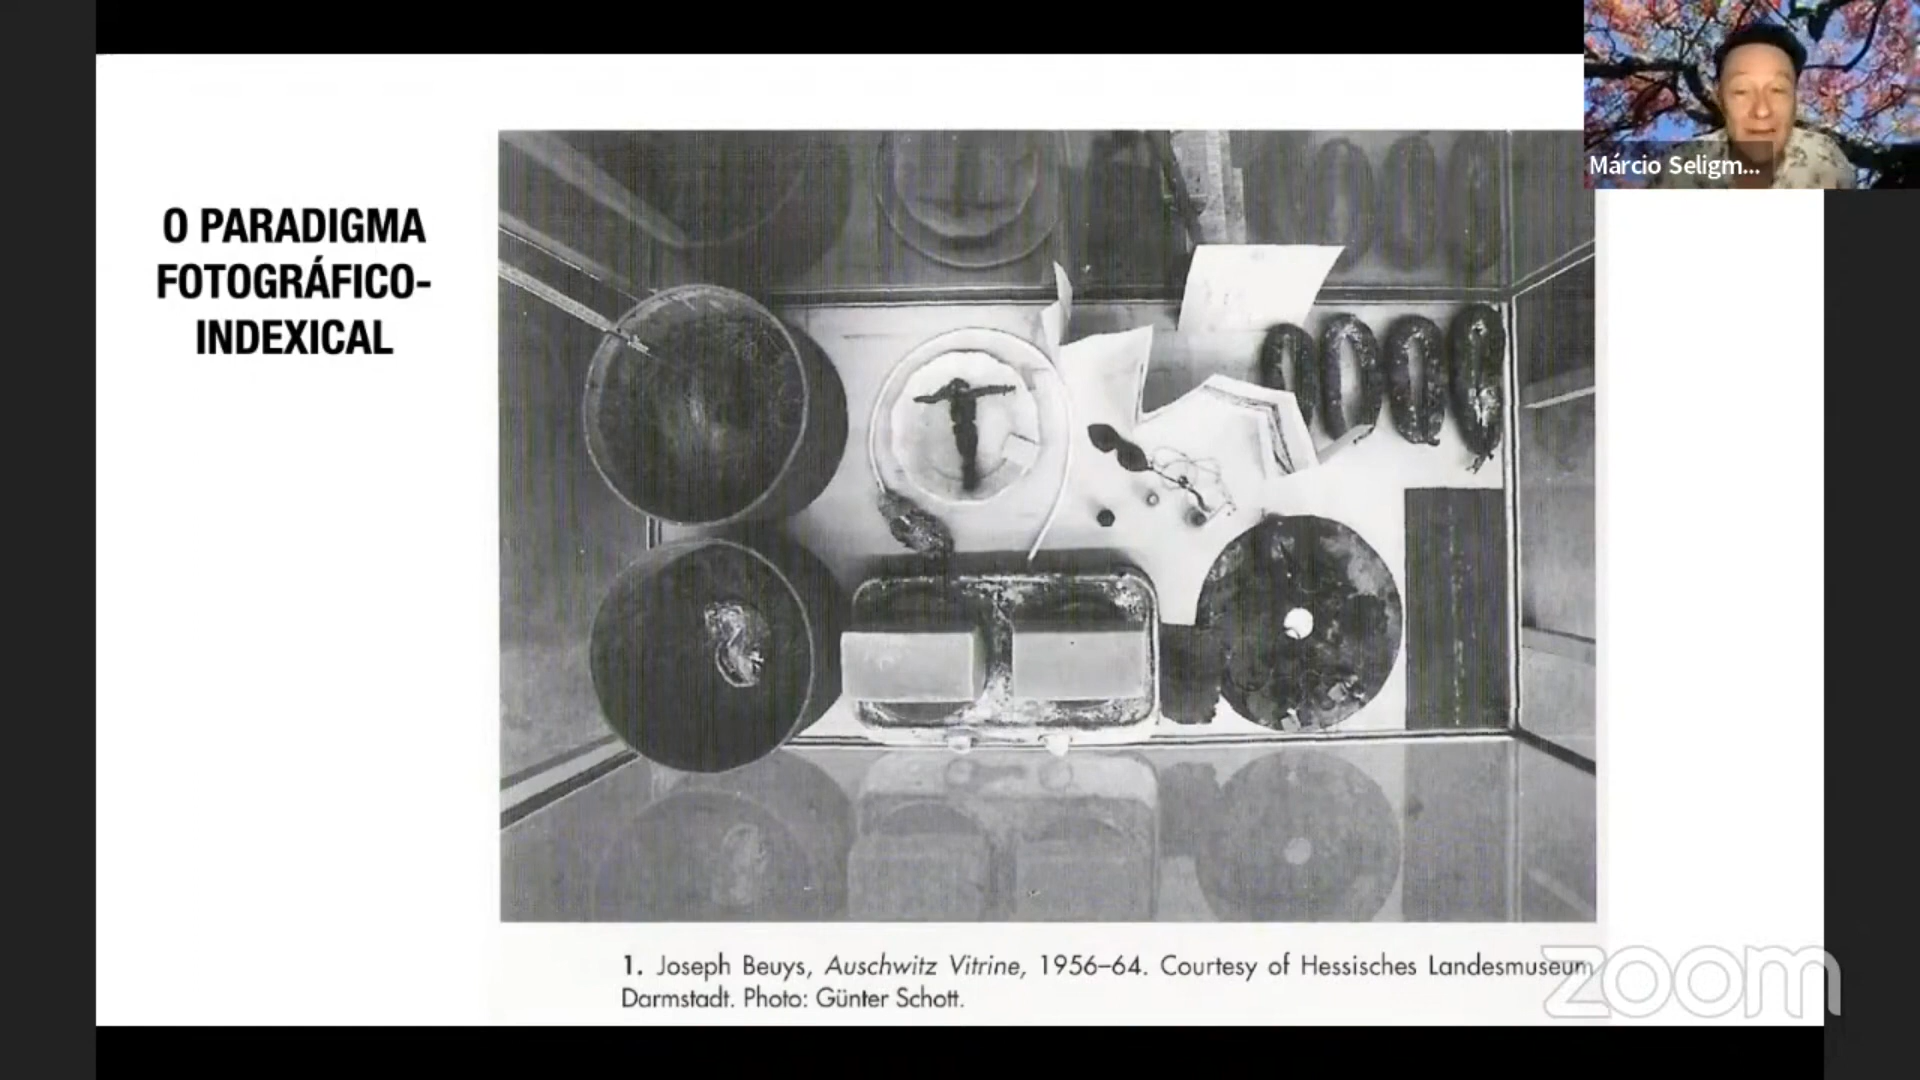 O PARADIGMA
FOTOGRÁFICO-
INDEXICAL
Márcio Seligm...
1. Joseph Beuys, Auschwitz Vitrine, 1956–64. Courtesy of Hessisches Landesmuseum
Darmstadt. Photo: Günter Schott.
zoom